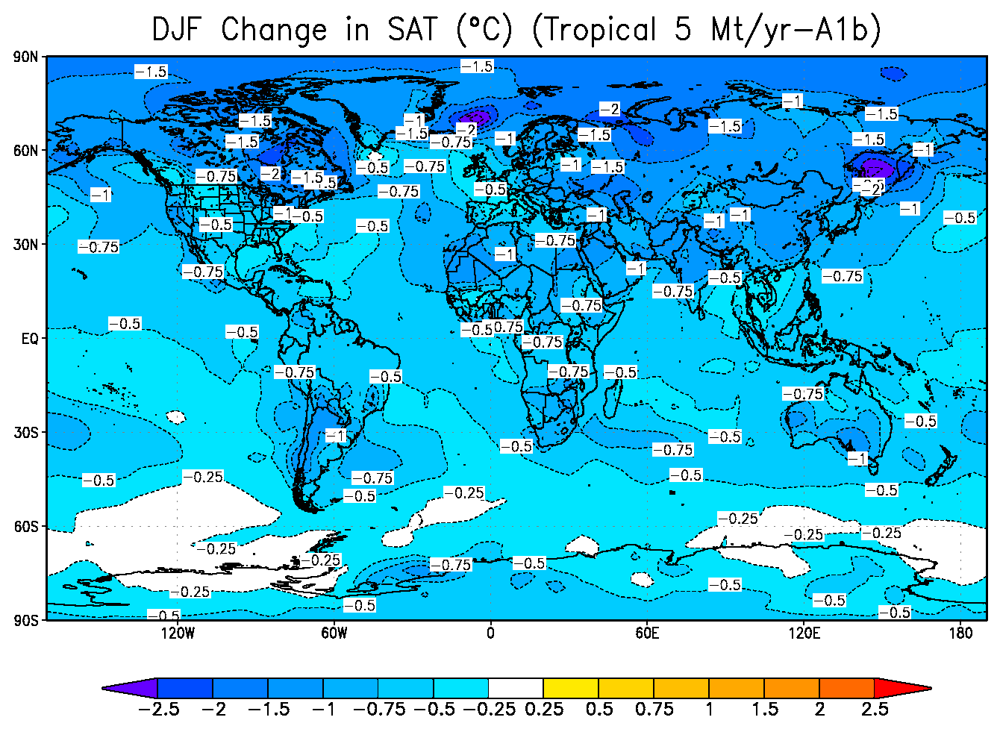 DJF Change in SAT (°C) (Tropical 5 Mt/yr-A1b)
90N
-1.5 -1.5
-1 -2 -1.5
-1.5 -1 -1.5
-1.5 -1.5 -2 -0.75 -1 -1.5 -1.5
60N -1
-0.5 -0.75 -1 -1.5
-0.75 -2 -1.5
-1 -0.75 -0.5 -2
-1 -0.5 -1 -1 -1 -1 -0.5
-0.5 -0.5
30N -0.75 -0.75
-1
-0.75 -1 -0.5 -0.75
-0.75
-0.75
-0.5 -0.5 -0.5 0.75
EQ -0.75
-0.75 -0.5 -0.75 -0.5
-0.75
-0.5
30S -1 -0.5
-0.5 -0.75 -1
-0.5 -0.25 -0.75 -0.5
-0.5 -0.25 -0.5
60S -0.25
-0.25 -0.25 -0.25
-0.25 -0.75 -0.5
-0.25 -0.5
-0.5 -0.5
-0.5 -0.5
90S
120W 60W 0 60E 120E 180
-2.5 -2 -1.5 -1 -0.75 -0.5 -0.25 0.25 0.5 0.75 1 1.5 2 2.5